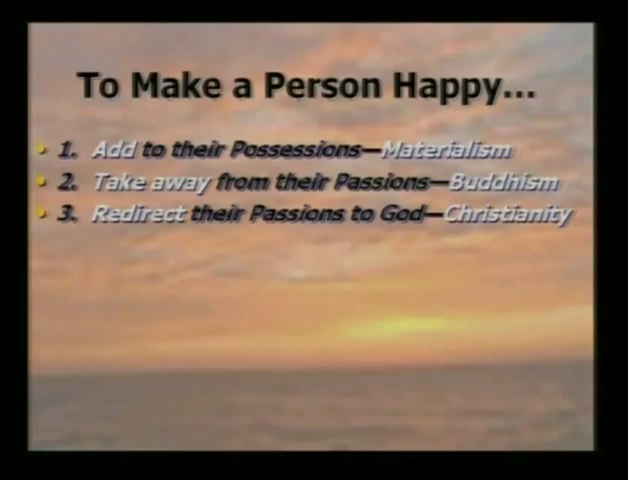 To Make a Person Happy...
• 1. Add to their Possessions—Materialism
• 2. Take away from their Passions—Buddhism
• 3. Redirect their Passions to God—Christianity